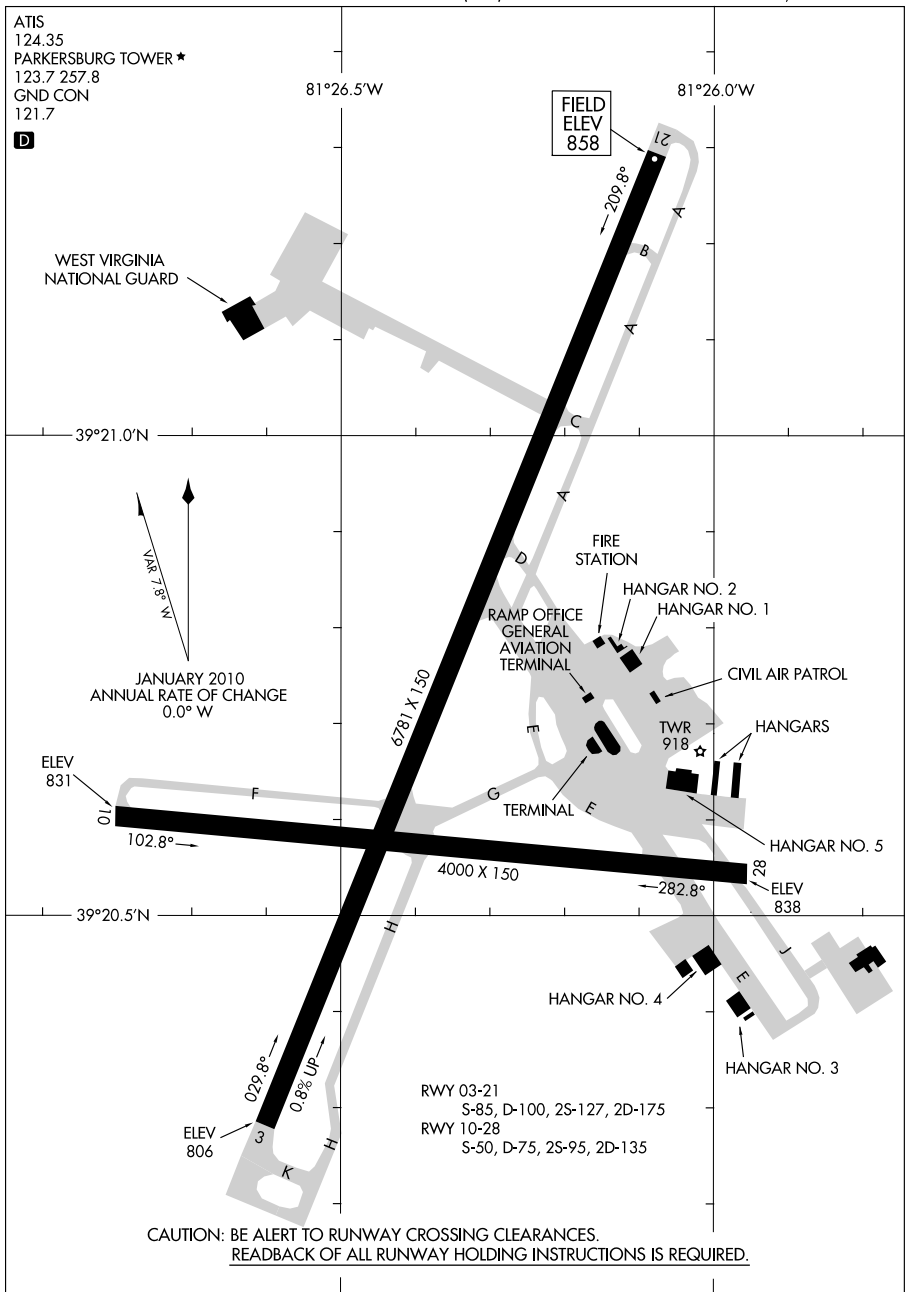 ATIS
124.35
PARKERSBURG TOWER ★
123.7 257.8
GND CON
121.7
D
81°26.5'W
81°26.0'W
FIELD
ELEV
858
21
209.8°
A
B
WEST VIRGINIA
NATIONAL GUARD
A
C
39°21.0'N
A
VAR 7.8° W
D
FIRE
STATION
HANGAR NO. 2
HANGAR NO. 1
RAMP OFFICE
GENERAL
AVIATION
TERMINAL
CIVIL AIR PATROL
JANUARY 2010
ANNUAL RATE OF CHANGE
0.0° W
6781 X 150
E
TWR
918
HANGARS
ELEV
831
F
G
E
TERMINAL
10
102.8°
HANGAR NO. 5
4000 X 150
28
282.8°
ELEV
838
39°20.5'N
H
J
E
HANGAR NO. 4
HANGAR NO. 3
029.8°
0.8% UP
RWY 03-21
S-85, D-100, 2S-127, 2D-175
RWY 10-28
S-50, D-75, 2S-95, 2D-135
ELEV
806
3
H
K
CAUTION: BE ALERT TO RUNWAY CROSSING CLEARANCES.
READBACK OF ALL RUNWAY HOLDING INSTRUCTIONS IS REQUIRED.